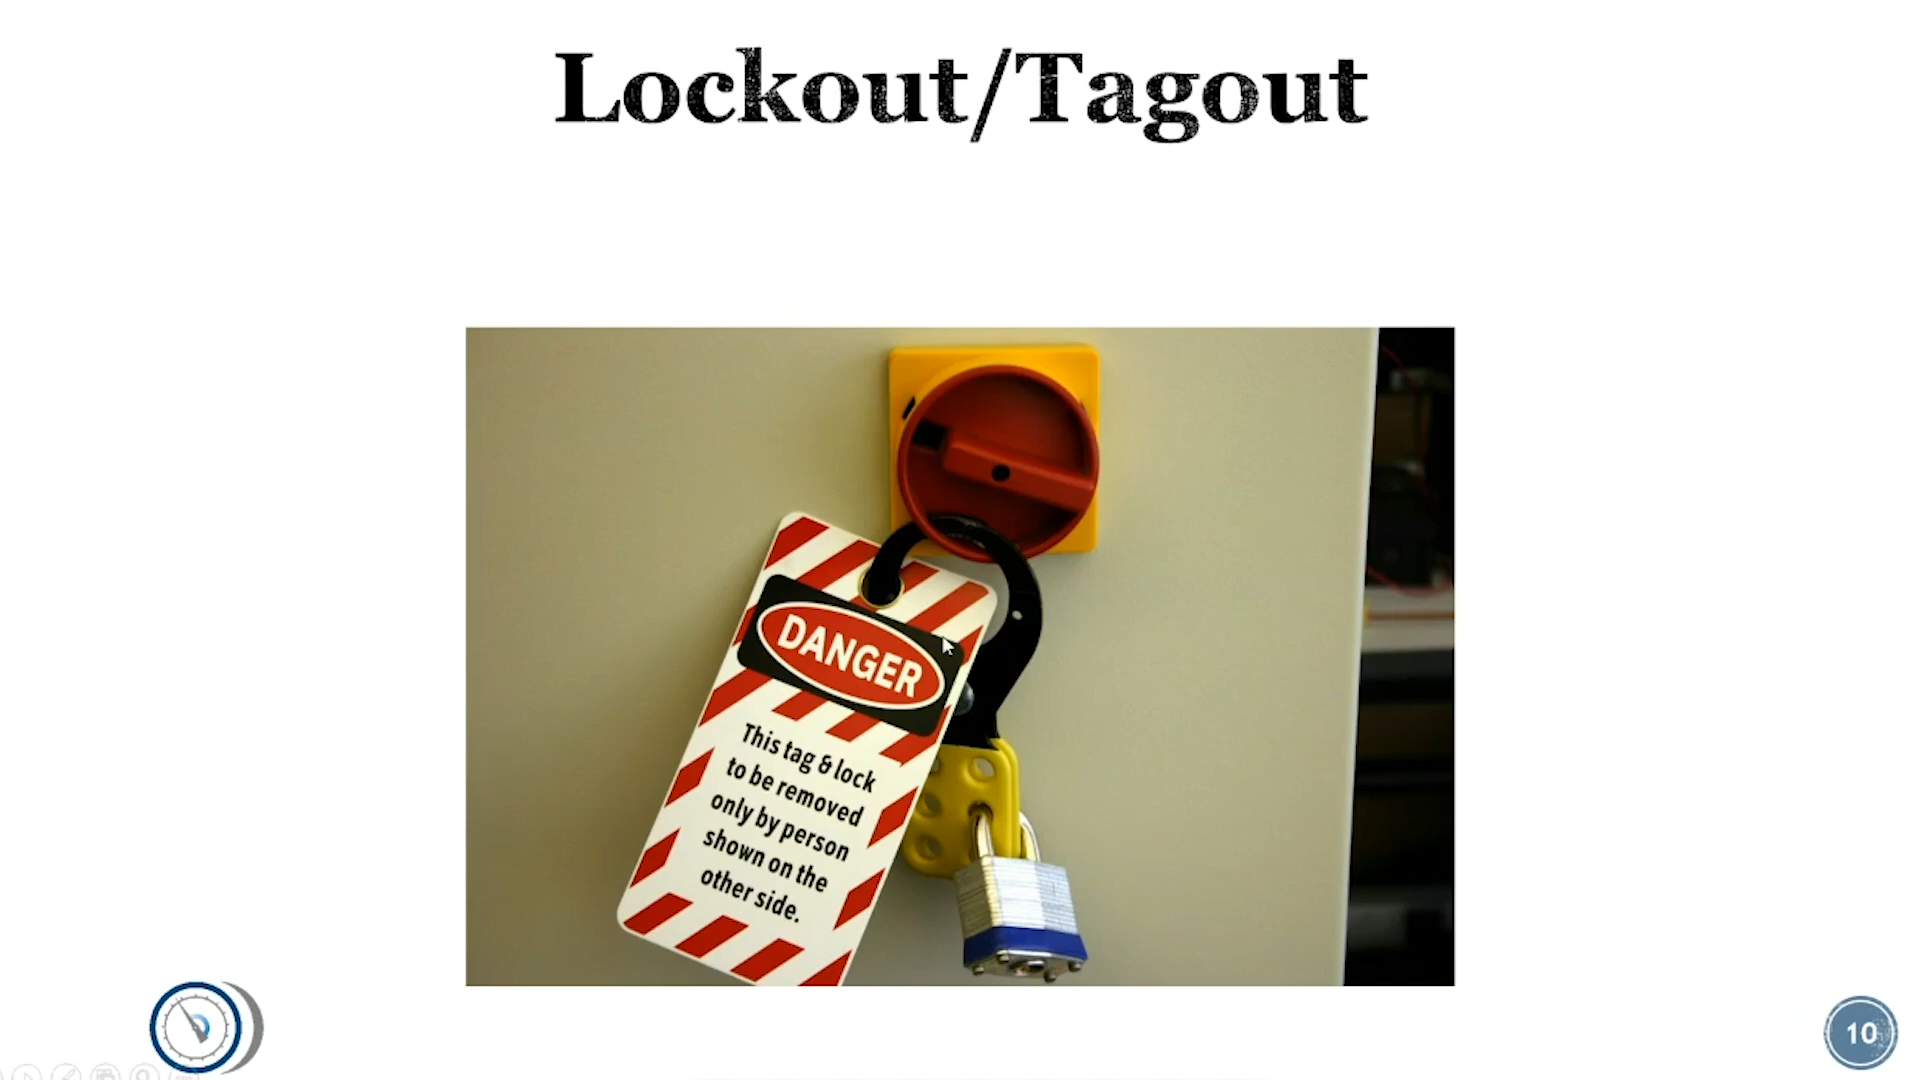 Lockout/Tagout
DANGER
This tag & lock
to be removed
only by person
shown on the
other side.
10